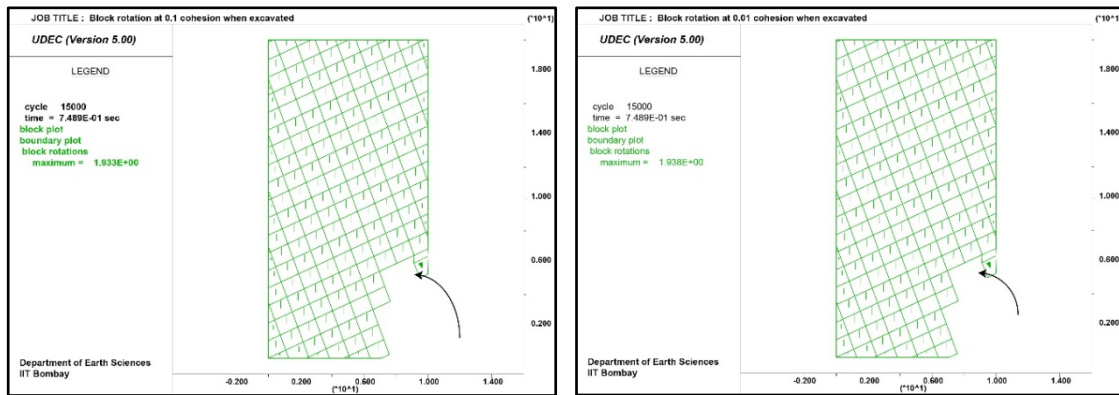 JOB TITLE : Block rotation at 0.1 cohesion when excavated
(*10^1)
UDEC (Version 5.00)
LEGEND
cycle 15000
time = 7.489E-01 sec
block plot
boundary plot
block rotations
maximum = 1.933E+00
1.800
1.400
1.000
0.600
0.200
Department of Earth Sciences
IIT Bombay
-0.200 0.200 0.600 1.000 1.400
(*10^1)
JOB TITLE : Block rotation at 0.01 cohesion when excavated
(*10^1)
UDEC (Version 5.00)
LEGEND
cycle 15000
time = 7.489E-01 sec
block plot
boundary plot
block rotations
maximum = 1.938E+00
1.800
1.400
1.000
0.600
0.200
Department of Earth Sciences
IIT Bombay
-0.200 0.200 0.600 1.000 1.400
(*10^1)